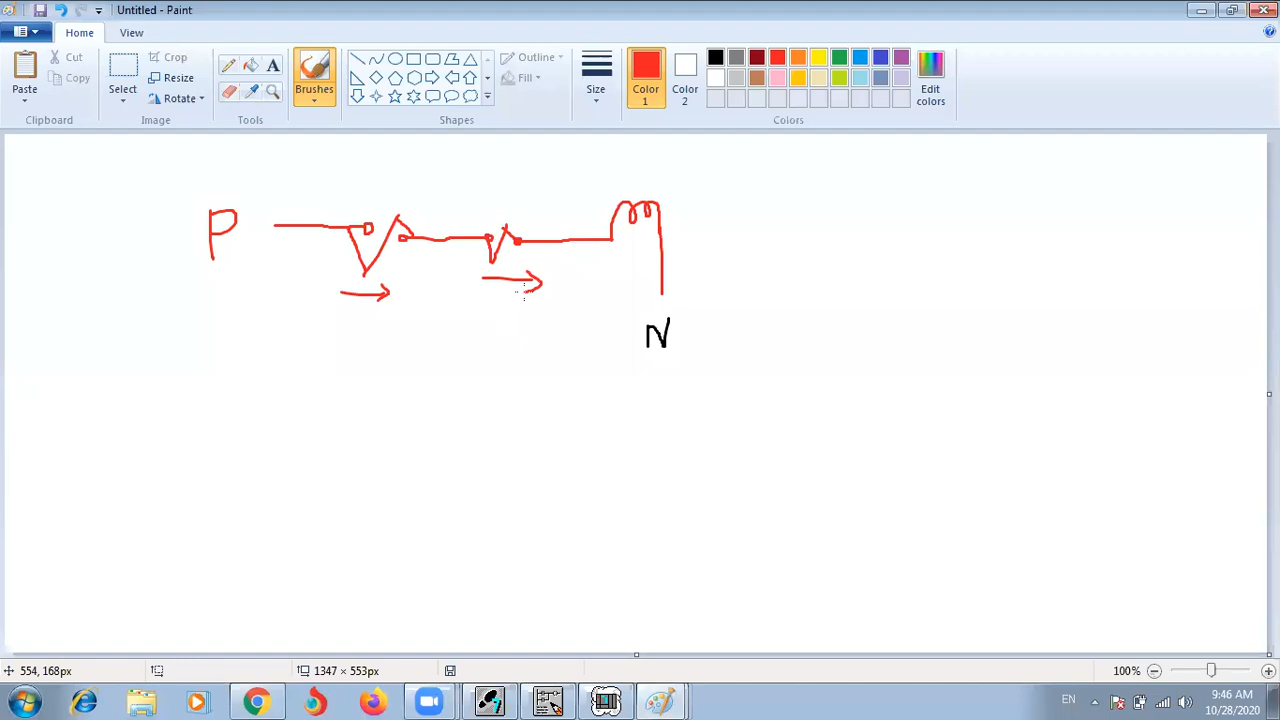 Untitled - Paint
Home
View
Paste
Cut
Copy
Clipboard
Select
Crop
Resize
Rotate
Image
Tools
Brushes
Shapes
Outline
Fill
Size
Color 1
Color 2
Edit colors
Colors
P
N
554, 168px
1347 × 553px
100%
EN
9:46 AM
10/28/2020